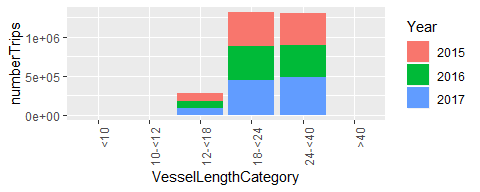 numberTrips
1e+06
5e+05
0e+00
<10
10-<12
12-<18
18-<24
24-<40
>40
VesselLengthCategory
Year
2015
2016
2017